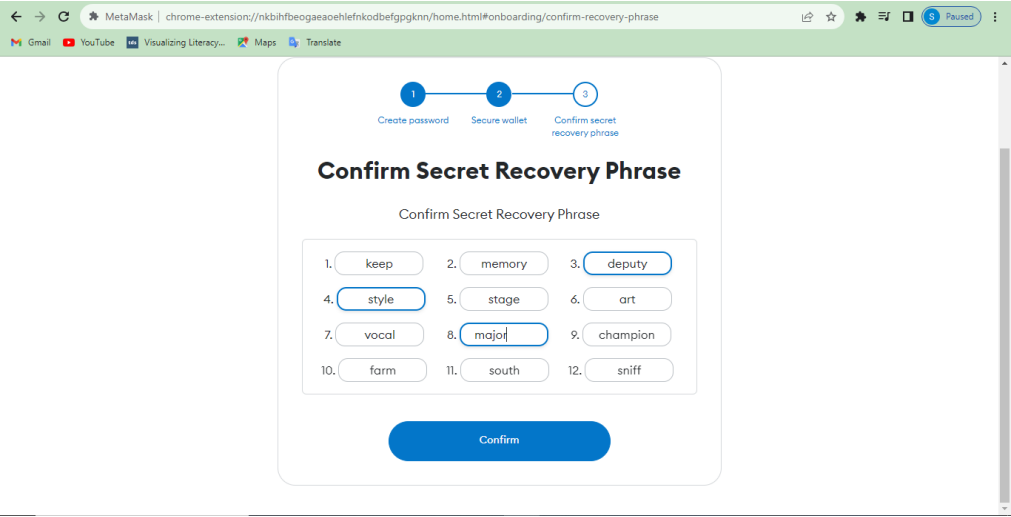 MetaMask | chrome-extension://nkbihfbeogaeaoehlefnkodbefgpgknn/home.html#onboarding/confirm-recovery-phrase
S Paused
Gmail YouTube Visualizing Literacy... Maps Translate
1 2 3
Create password Secure wallet Confirm secret
recovery phrase
Confirm Secret Recovery Phrase
Confirm Secret Recovery Phrase
1. keep 2. memory 3. deputy
4. style 5. stage 6. art
7. vocal 8. major 9. champion
10. farm 11. south 12. sniff
Confirm